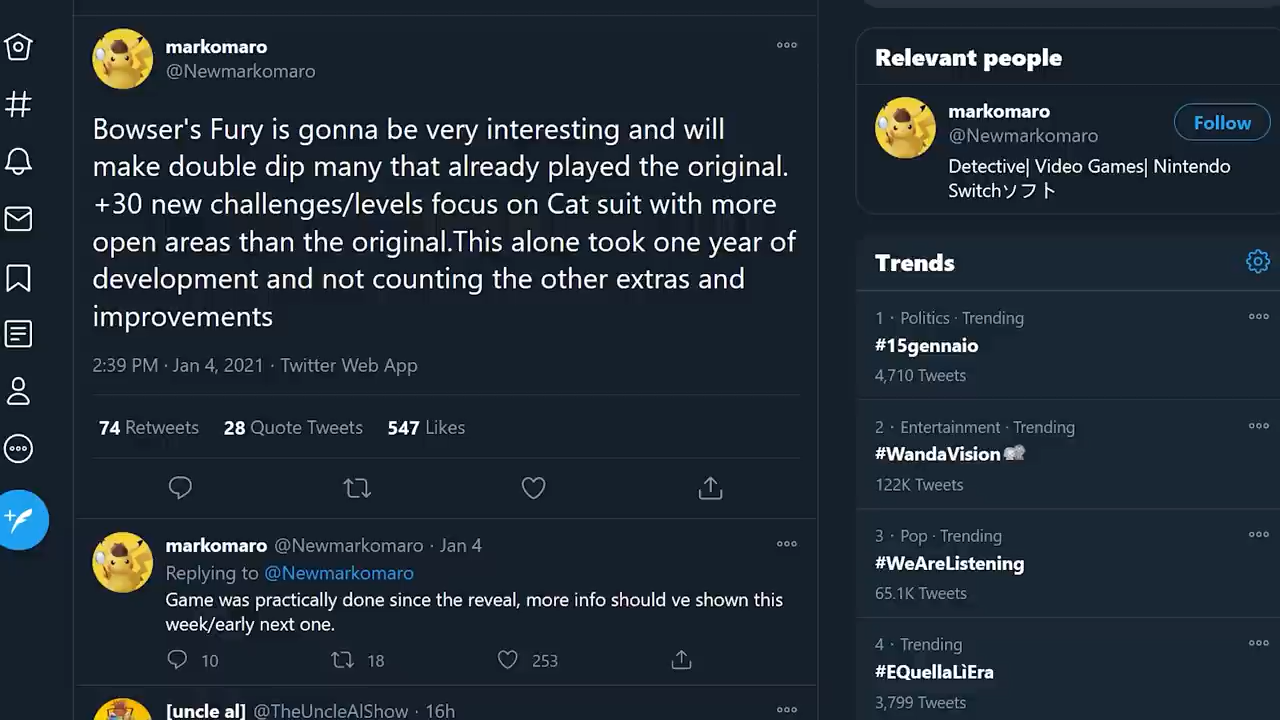 markomaro
@Newmarkomaro
Bowser's Fury is gonna be very interesting and will
make double dip many that already played the original.
+30 new challenges/levels focus on Cat suit with more
open areas than the original.This alone took one year of
development and not counting the other extras and
improvements
2:39 PM · Jan 4, 2021 · Twitter Web App
74 Retweets 28 Quote Tweets 547 Likes
markomaro @Newmarkomaro · Jan 4
Replying to @Newmarkomaro
Game was practically done since the reveal, more info should ve shown this
week/early next one.
10 18 253
[uncle al] @TheUncleAlShow · 16h
Relevant people
markomaro
@Newmarkomaro
Follow
Detective| Video Games| Nintendo
Switchソフト
Trends
1 · Politics · Trending
#15gennaio
4,710 Tweets
2 · Entertainment · Trending
#WandaVision
122K Tweets
3 · Pop · Trending
#WeAreListening
65.1K Tweets
4 · Trending
#EQuellaLìEra
3,799 Tweets